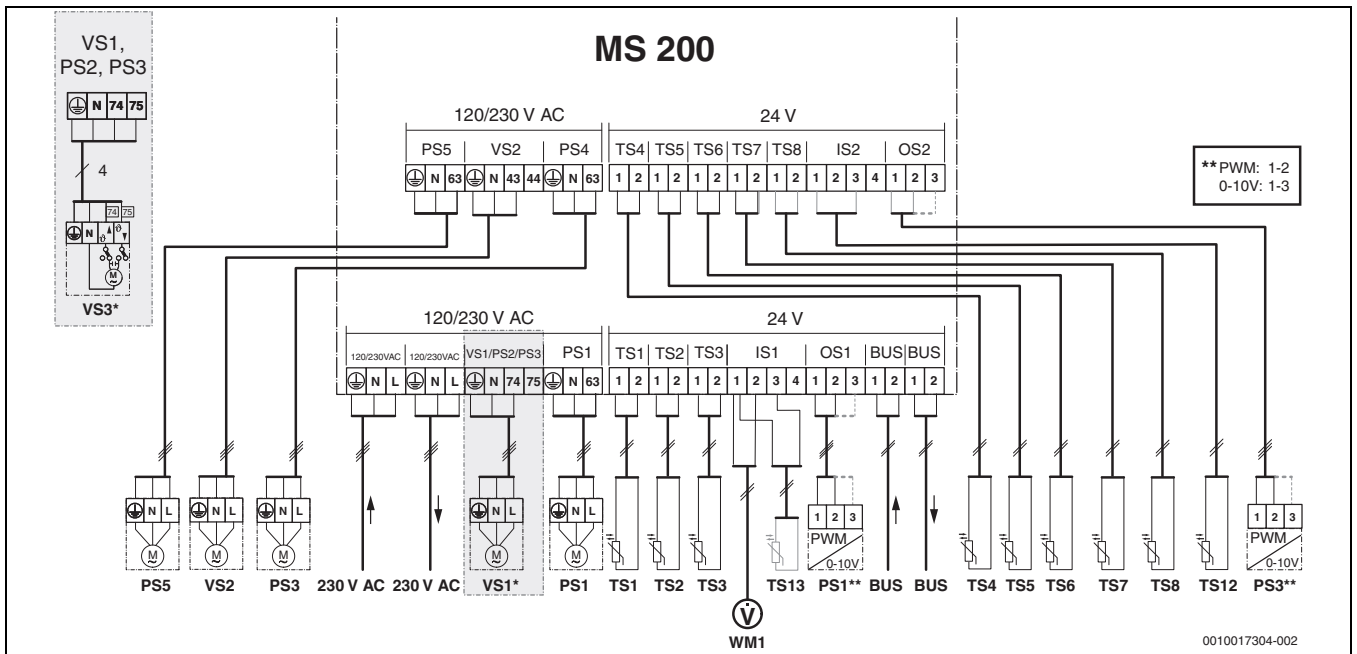 MS 200
VS1,
PS2, PS3
N 74 75
4
74 75
N
M
VS3*
120/230 V AC 24 V
PS5 VS2 PS4 TS4 TS5 TS6 TS7 TS8 IS2 OS2
N 63 N 43 44 N 63 1 2 1 2 1 2 1 2 1 2 1 2 3 4 1 2 3
**PWM: 1-2
0-10V: 1-3
120/230 V AC 24 V
120/230VAC 120/230VAC VS1/PS2/PS3 PS1 TS1 TS2 TS3 IS1 OS1 BUS BUS
N L N L N 74 75 N 63 1 2 1 2 1 2 1 2 3 4 1 2 3 1 2 1 2
N L N L N L N L N L 1 2 3 1 2 3
PWM PWM
M M M M M 0-10V 0-10V
PS5 VS2 PS3 230 V AC 230 V AC VS1* PS1 TS1 TS2 TS3 TS13 PS1** BUS BUS TS4 TS5 TS6 TS7 TS8 TS12 PS3**
V
WM1
0010017304-002